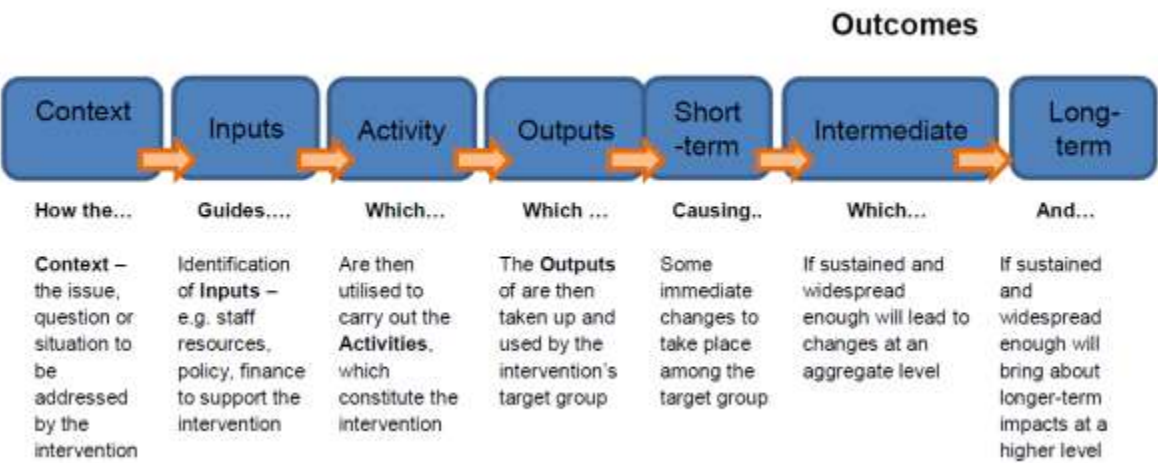 Outcomes
Context
Inputs
Activity
Outputs
Short
-term
Intermediate
Long-
term
How the...
Guides....
Which...
Which ...
Causing..
Which...
And...
Context –
the issue,
question or
situation to
be
addressed
by the
intervention
Identification
of Inputs –
e.g. staff
resources,
policy, finance
to support the
intervention
Are then
utilised to
carry out the
Activities,
which
constitute the
intervention
The Outputs
of are then
taken up and
used by the
intervention's
target group
Some
immediate
changes to
take place
among the
target group
If sustained and
widespread
enough will lead to
changes at an
aggregate level
If sustained
and
widespread
enough will
bring about
longer-term
impacts at a
higher level